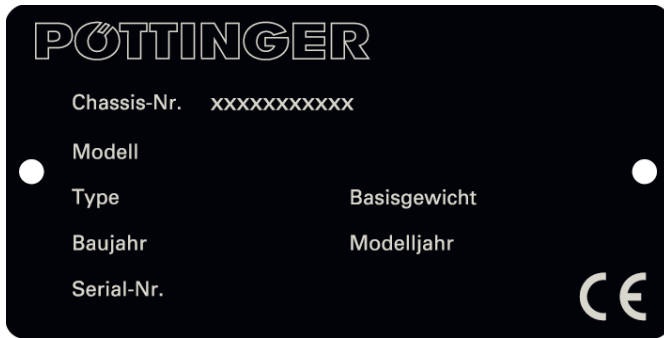 PÖTTINGER
Chassis-Nr. xxxxxxxxxxx
Modell
Type Basisgewicht
Baujahr Modelljahr
Serial-Nr.
CE